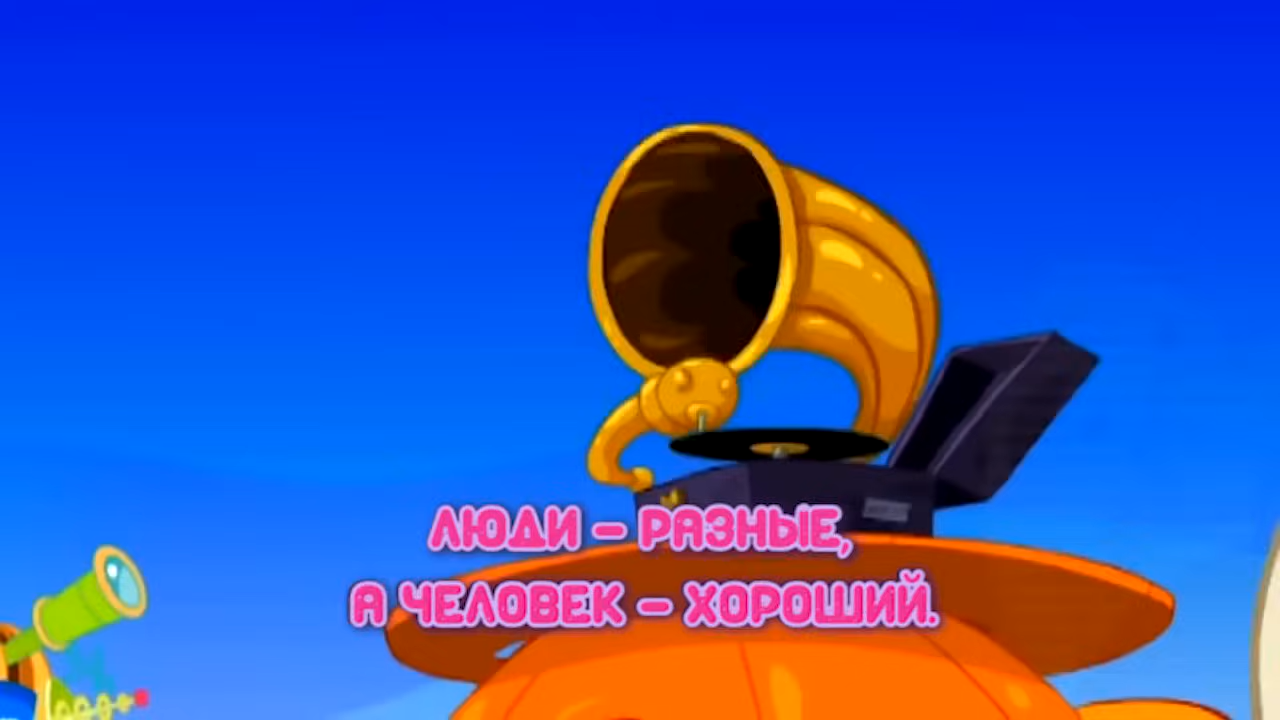 ЛЮДИ – РАЗНЫЕ,
А ЧЕЛОВЕК – ХОРОШИЙ.